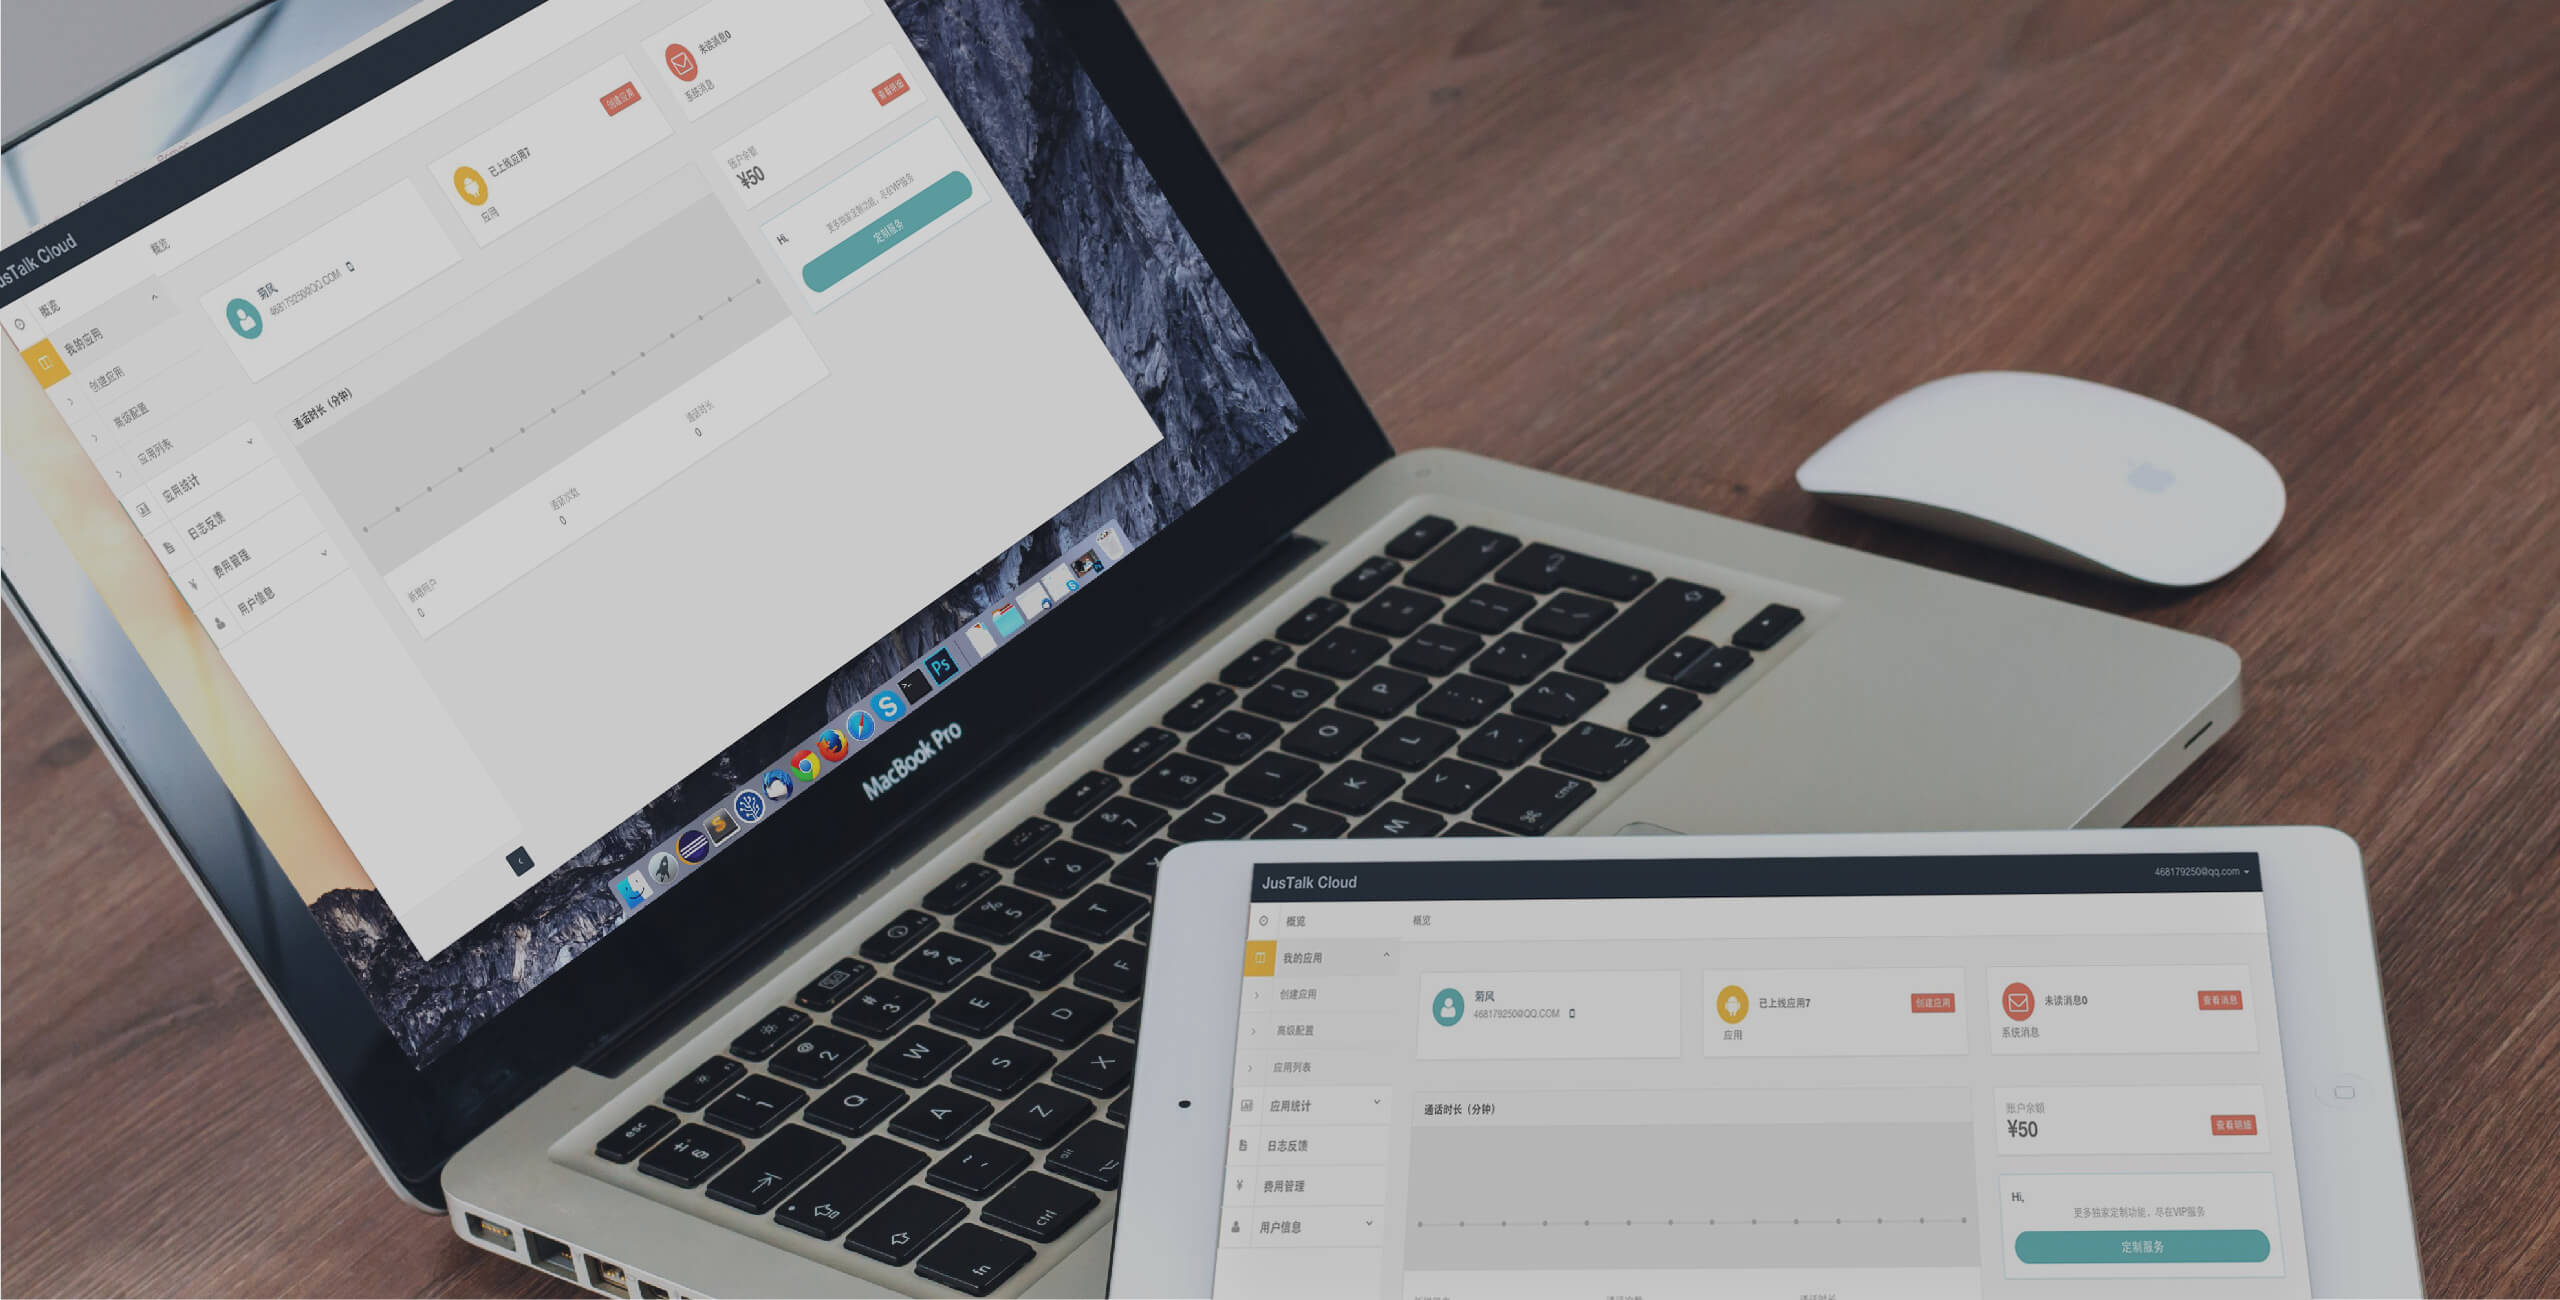 JusTalk Cloud
概览
概览
我的应用
创建应用
高级配置
应用列表
应用统计
日志反馈
费用管理
用户信息
菊风
468179250@QQ.COM
已上线应用7
应用
创建应用
未读消息0
系统消息
通话时长（分钟）
新增用户
0
通话次数
0
通话时长
0
账户余额
¥50
查看明细
Hi,
更多独家定制功能，尽在VIP服务
定制服务
Ps
S
S
MacBook Pro
esc
fn
ctrl
alt
cmd
Q
W
E
R
T
U
I
O
P
A
S
D
F
J
K
L
Z
X
M
JusTalk Cloud
468179250@qq.com
概览
概览
我的应用
创建应用
高级配置
应用列表
应用统计
日志反馈
费用管理
用户信息
菊风
468179250@QQ.COM
已上线应用7
创建应用
应用
未读消息0
查看消息
系统消息
通话时长（分钟）
账户余额
¥50
查看明细
Hi,
更多独家定制功能，尽在VIP服务
定制服务